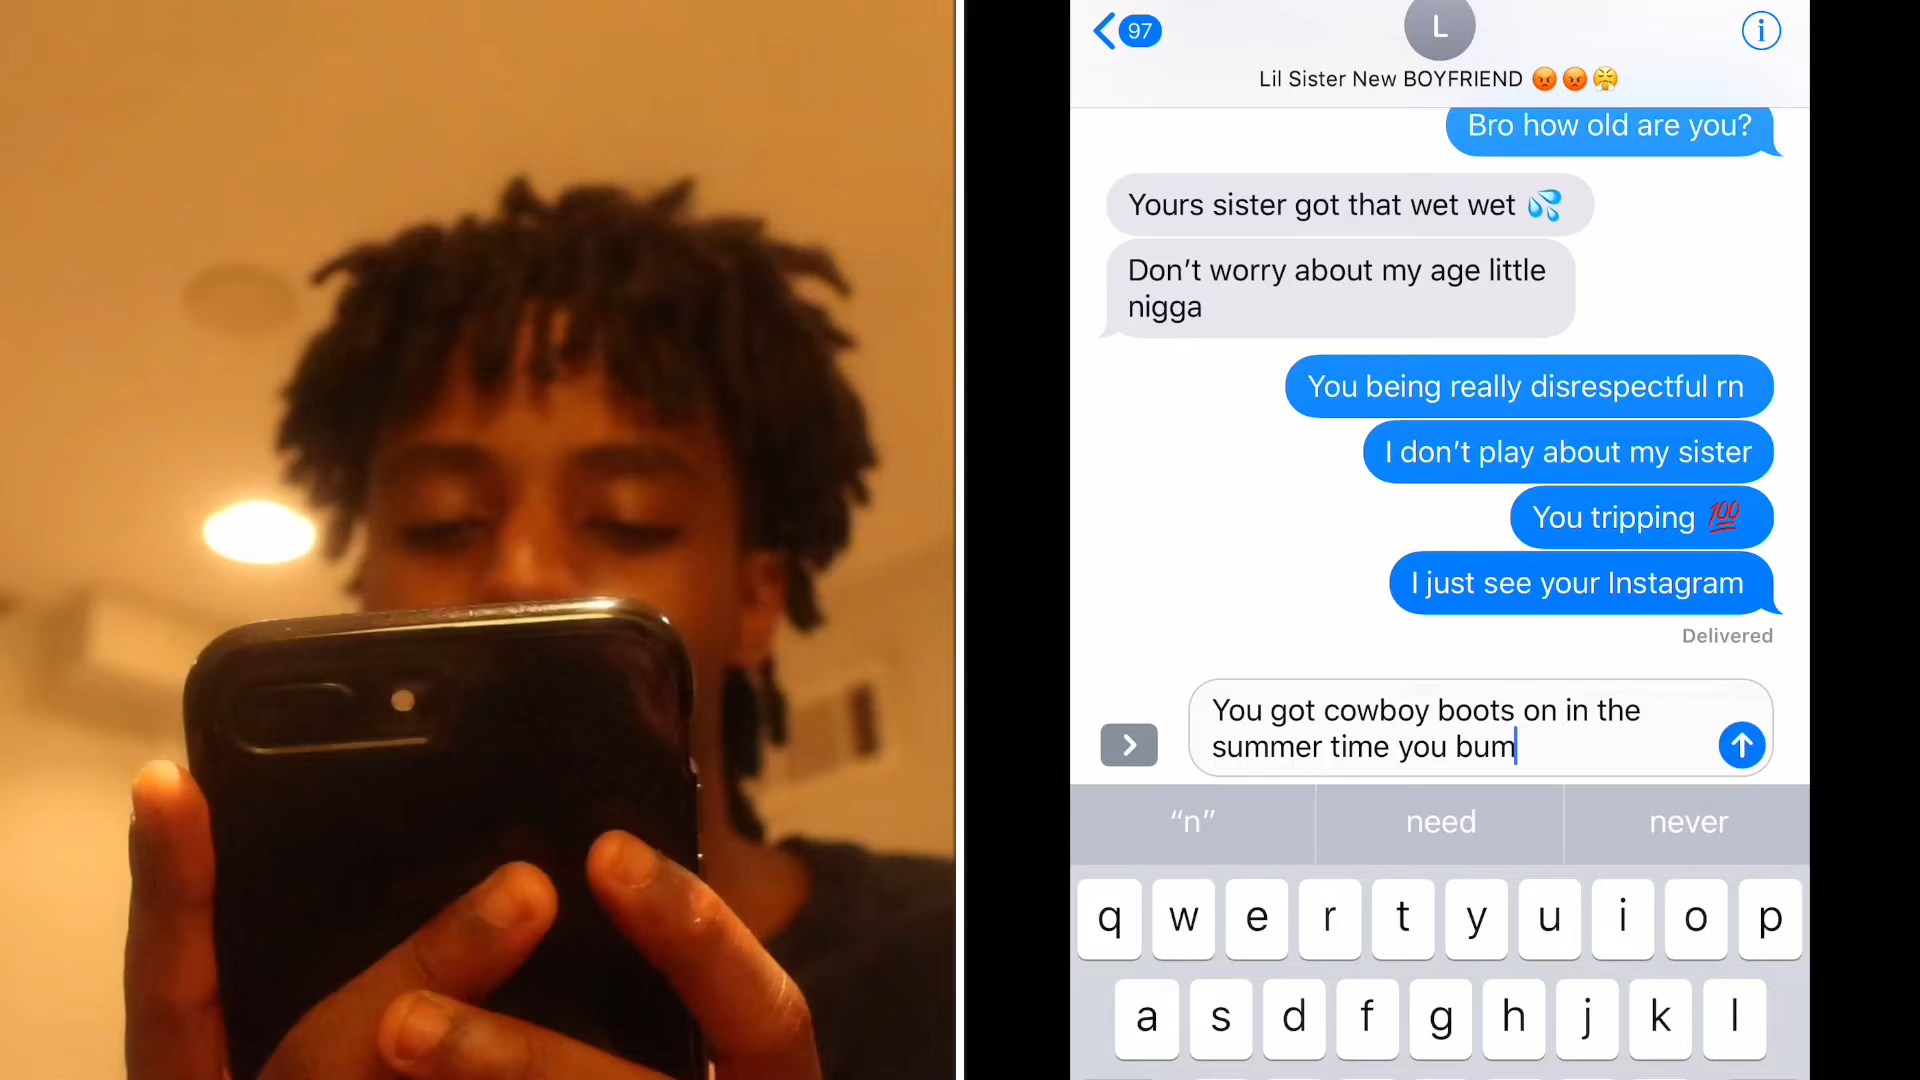 97
L
Lil Sister New BOYFRIEND 😡😡😤
Bro how old are you?
Yours sister got that wet wet 💦
Don’t worry about my age little
nigga
You being really disrespectful rn
I don’t play about my sister
You tripping 💯
I just see your Instagram
Delivered
You got cowboy boots on in the
summer time you bum
“n” need never
q w e r t y u i o p
a s d f g h j k l